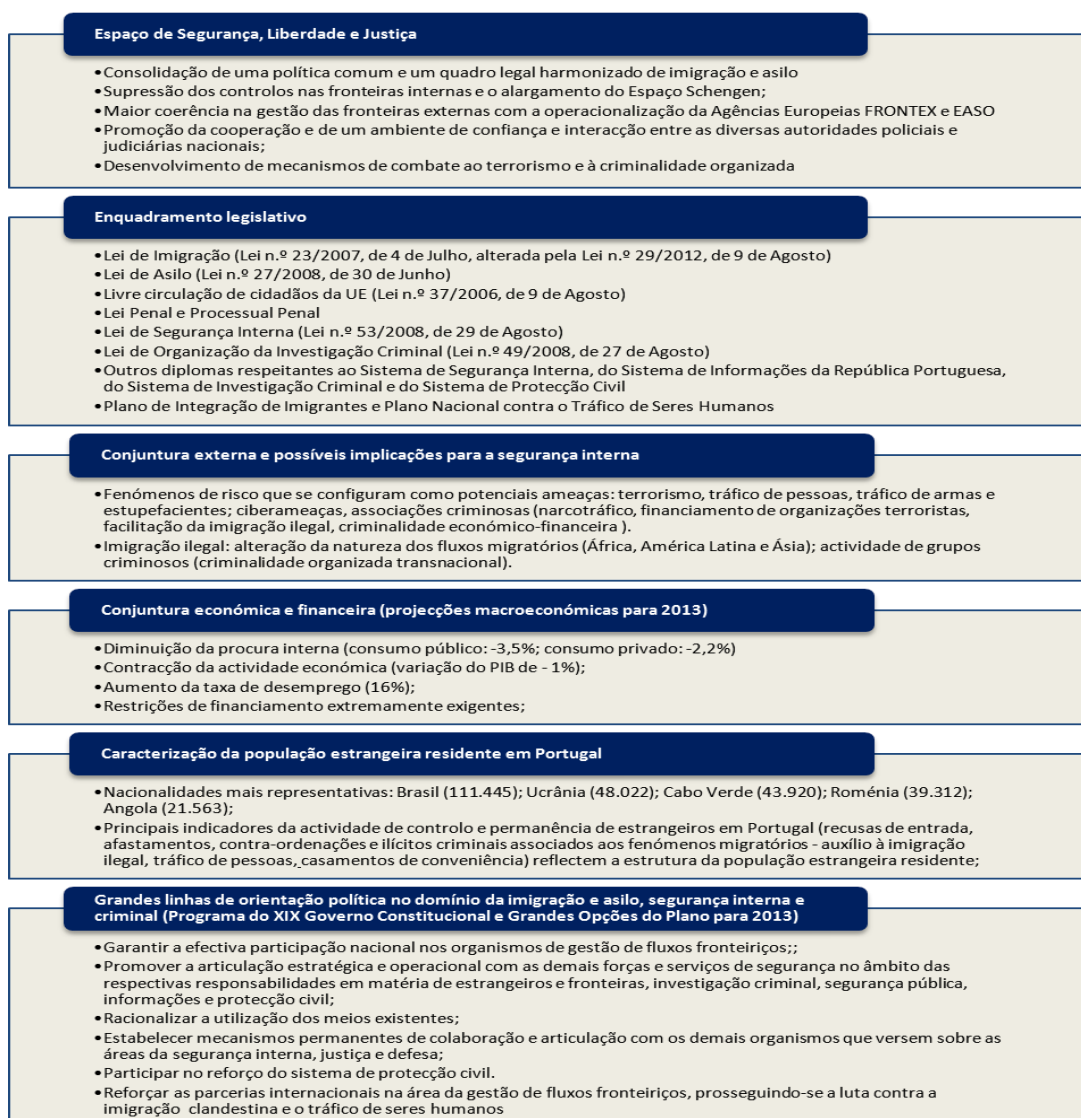 Espaço de Segurança, Liberdade e Justiça
•Consolidação de uma política comum e um quadro legal harmonizado de imigração e asilo
•Supressão dos controlos nas fronteiras internas e o alargamento do Espaço Schengen;
•Maior coerência na gestão das fronteiras externas com a operacionalização da Agências Europeias FRONTEX e EASO
•Promoção da cooperação e de um ambiente de confiança e interacção entre as diversas autoridades policiais e
judiciárias nacionais;
•Desenvolvimento de mecanismos de combate ao terrorismo e à criminalidade organizada
Enquadramento legislativo
•Lei de Imigração (Lei n.º 23/2007, de 4 de Julho, alterada pela Lei n.º 29/2012, de 9 de Agosto)
•Lei de Asilo (Lei n.º 27/2008, de 30 de Junho)
•Livre circulação de cidadãos da UE (Lei n.º 37/2006, de 9 de Agosto)
•Lei Penal e Processual Penal
•Lei de Segurança Interna (Lei n.º 53/2008, de 29 de Agosto)
•Lei de Organização da Investigação Criminal (Lei n.º 49/2008, de 27 de Agosto)
•Outros diplomas respeitantes ao Sistema de Segurança Interna, do Sistema de Informações da República Portuguesa,
do Sistema de Investigação Criminal e do Sistema de Protecção Civil
•Plano de Integração de Imigrantes e Plano Nacional contra o Tráfico de Seres Humanos
Conjuntura externa e possíveis implicações para a segurança interna
•Fenómenos de risco que se configuram como potenciais ameaças: terrorismo, tráfico de pessoas, tráfico de armas e
estupefacientes; ciberameaças, associações criminosas (narcotráfico, financiamento de organizações terroristas,
facilitação da imigração ilegal, criminalidade económico-financeira ).
•Imigração ilegal: alteração da natureza dos fluxos migratórios (África, América Latina e Ásia); actividade de grupos
criminosos (criminalidade organizada transnacional).
Conjuntura económica e financeira (projecções macroeconómicas para 2013)
•Diminuição da procura interna (consumo público: -3,5%; consumo privado: -2,2%)
•Contracção da actividade económica (variação do PIB de - 1%);
•Aumento da taxa de desemprego (16%);
•Restrições de financiamento extremamente exigentes;
Caracterização da população estrangeira residente em Portugal
•Nacionalidades mais representativas: Brasil (111.445); Ucrânia (48.022); Cabo Verde (43.920); Roménia (39.312);
Angola (21.563);
•Principais indicadores da actividade de controlo e permanência de estrangeiros em Portugal (recusas de entrada,
afastamentos, contra-ordenações e ilícitos criminais associados aos fenómenos migratórios - auxílio à imigração
ilegal, tráfico de pessoas, casamentos de conveniência) reflectem a estrutura da população estrangeira residente;
Grandes linhas de orientação política no domínio da imigração e asilo, segurança interna e
criminal (Programa do XIX Governo Constitucional e Grandes Opções do Plano para 2013)
•Garantir a efectiva participação nacional nos organismos de gestão de fluxos fronteiriços;;
•Promover a articulação estratégica e operacional com as demais forças e serviços de segurança no âmbito das
respectivas responsabilidades em matéria de estrangeiros e fronteiras, investigação criminal, segurança pública,
informações e protecção civil;
•Racionalizar a utilização dos meios existentes;
•Estabelecer mecanismos permanentes de colaboração e articulação com os demais organismos que versem sobre as
áreas da segurança interna, justiça e defesa;
•Participar no reforço do sistema de protecção civil.
•Reforçar as parcerias internacionais na área da gestão de fluxos fronteiriços, prosseguindo-se a luta contra a
imigração clandestina e o tráfico de seres humanos